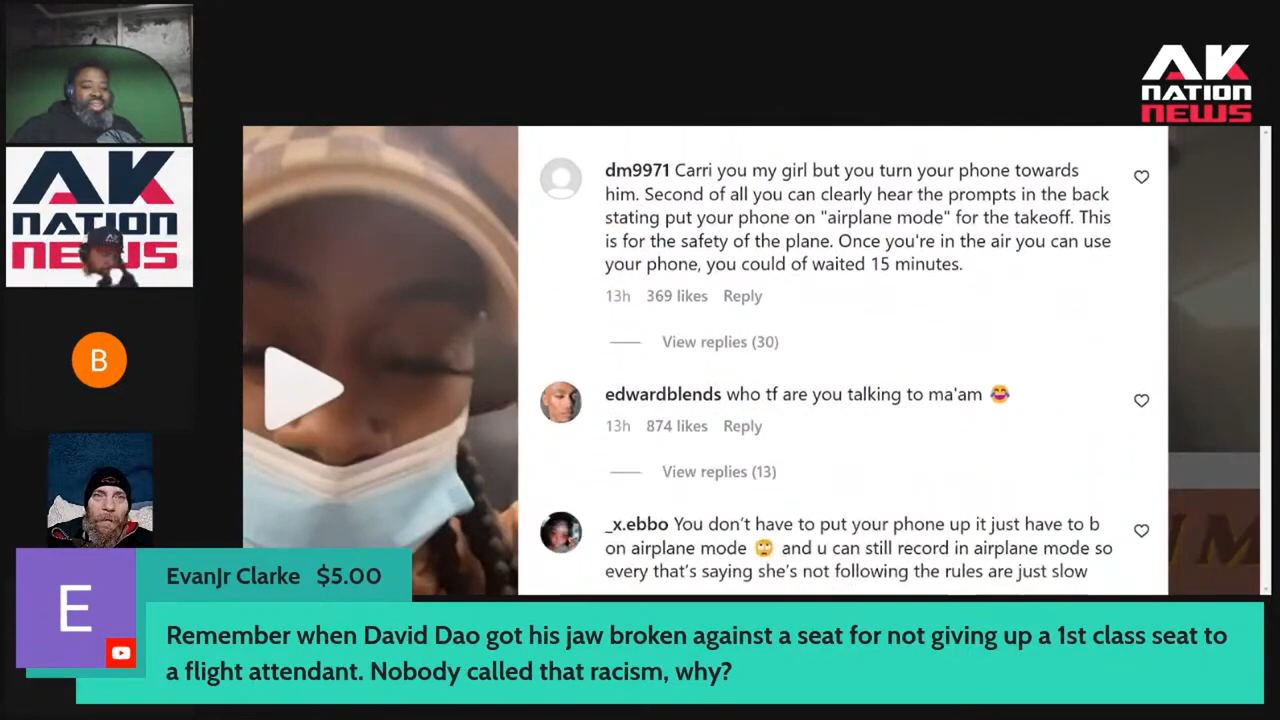 AK
NATION
NEWS
AK
NATION
NEWS
B
dm9971 Carri you my girl but you turn your phone towards
him. Second of all you can clearly hear the prompts in the back
stating put your phone on "airplane mode" for the takeoff. This
is for the safety of the plane. Once you're in the air you can use
your phone, you could of waited 15 minutes.
13h 369 likes Reply
View replies (30)
edwardblends who tf are you talking to ma'am 😂
13h 874 likes Reply
View replies (13)
_x.ebbo You don’t have to put your phone up it just have to b
on airplane mode 🙄 and u can still record in airplane mode so
every that’s saying she’s not following the rules are just slow
E
EvanJr Clarke $5.00
Remember when David Dao got his jaw broken against a seat for not giving up a 1st class seat to
a flight attendant. Nobody called that racism, why?